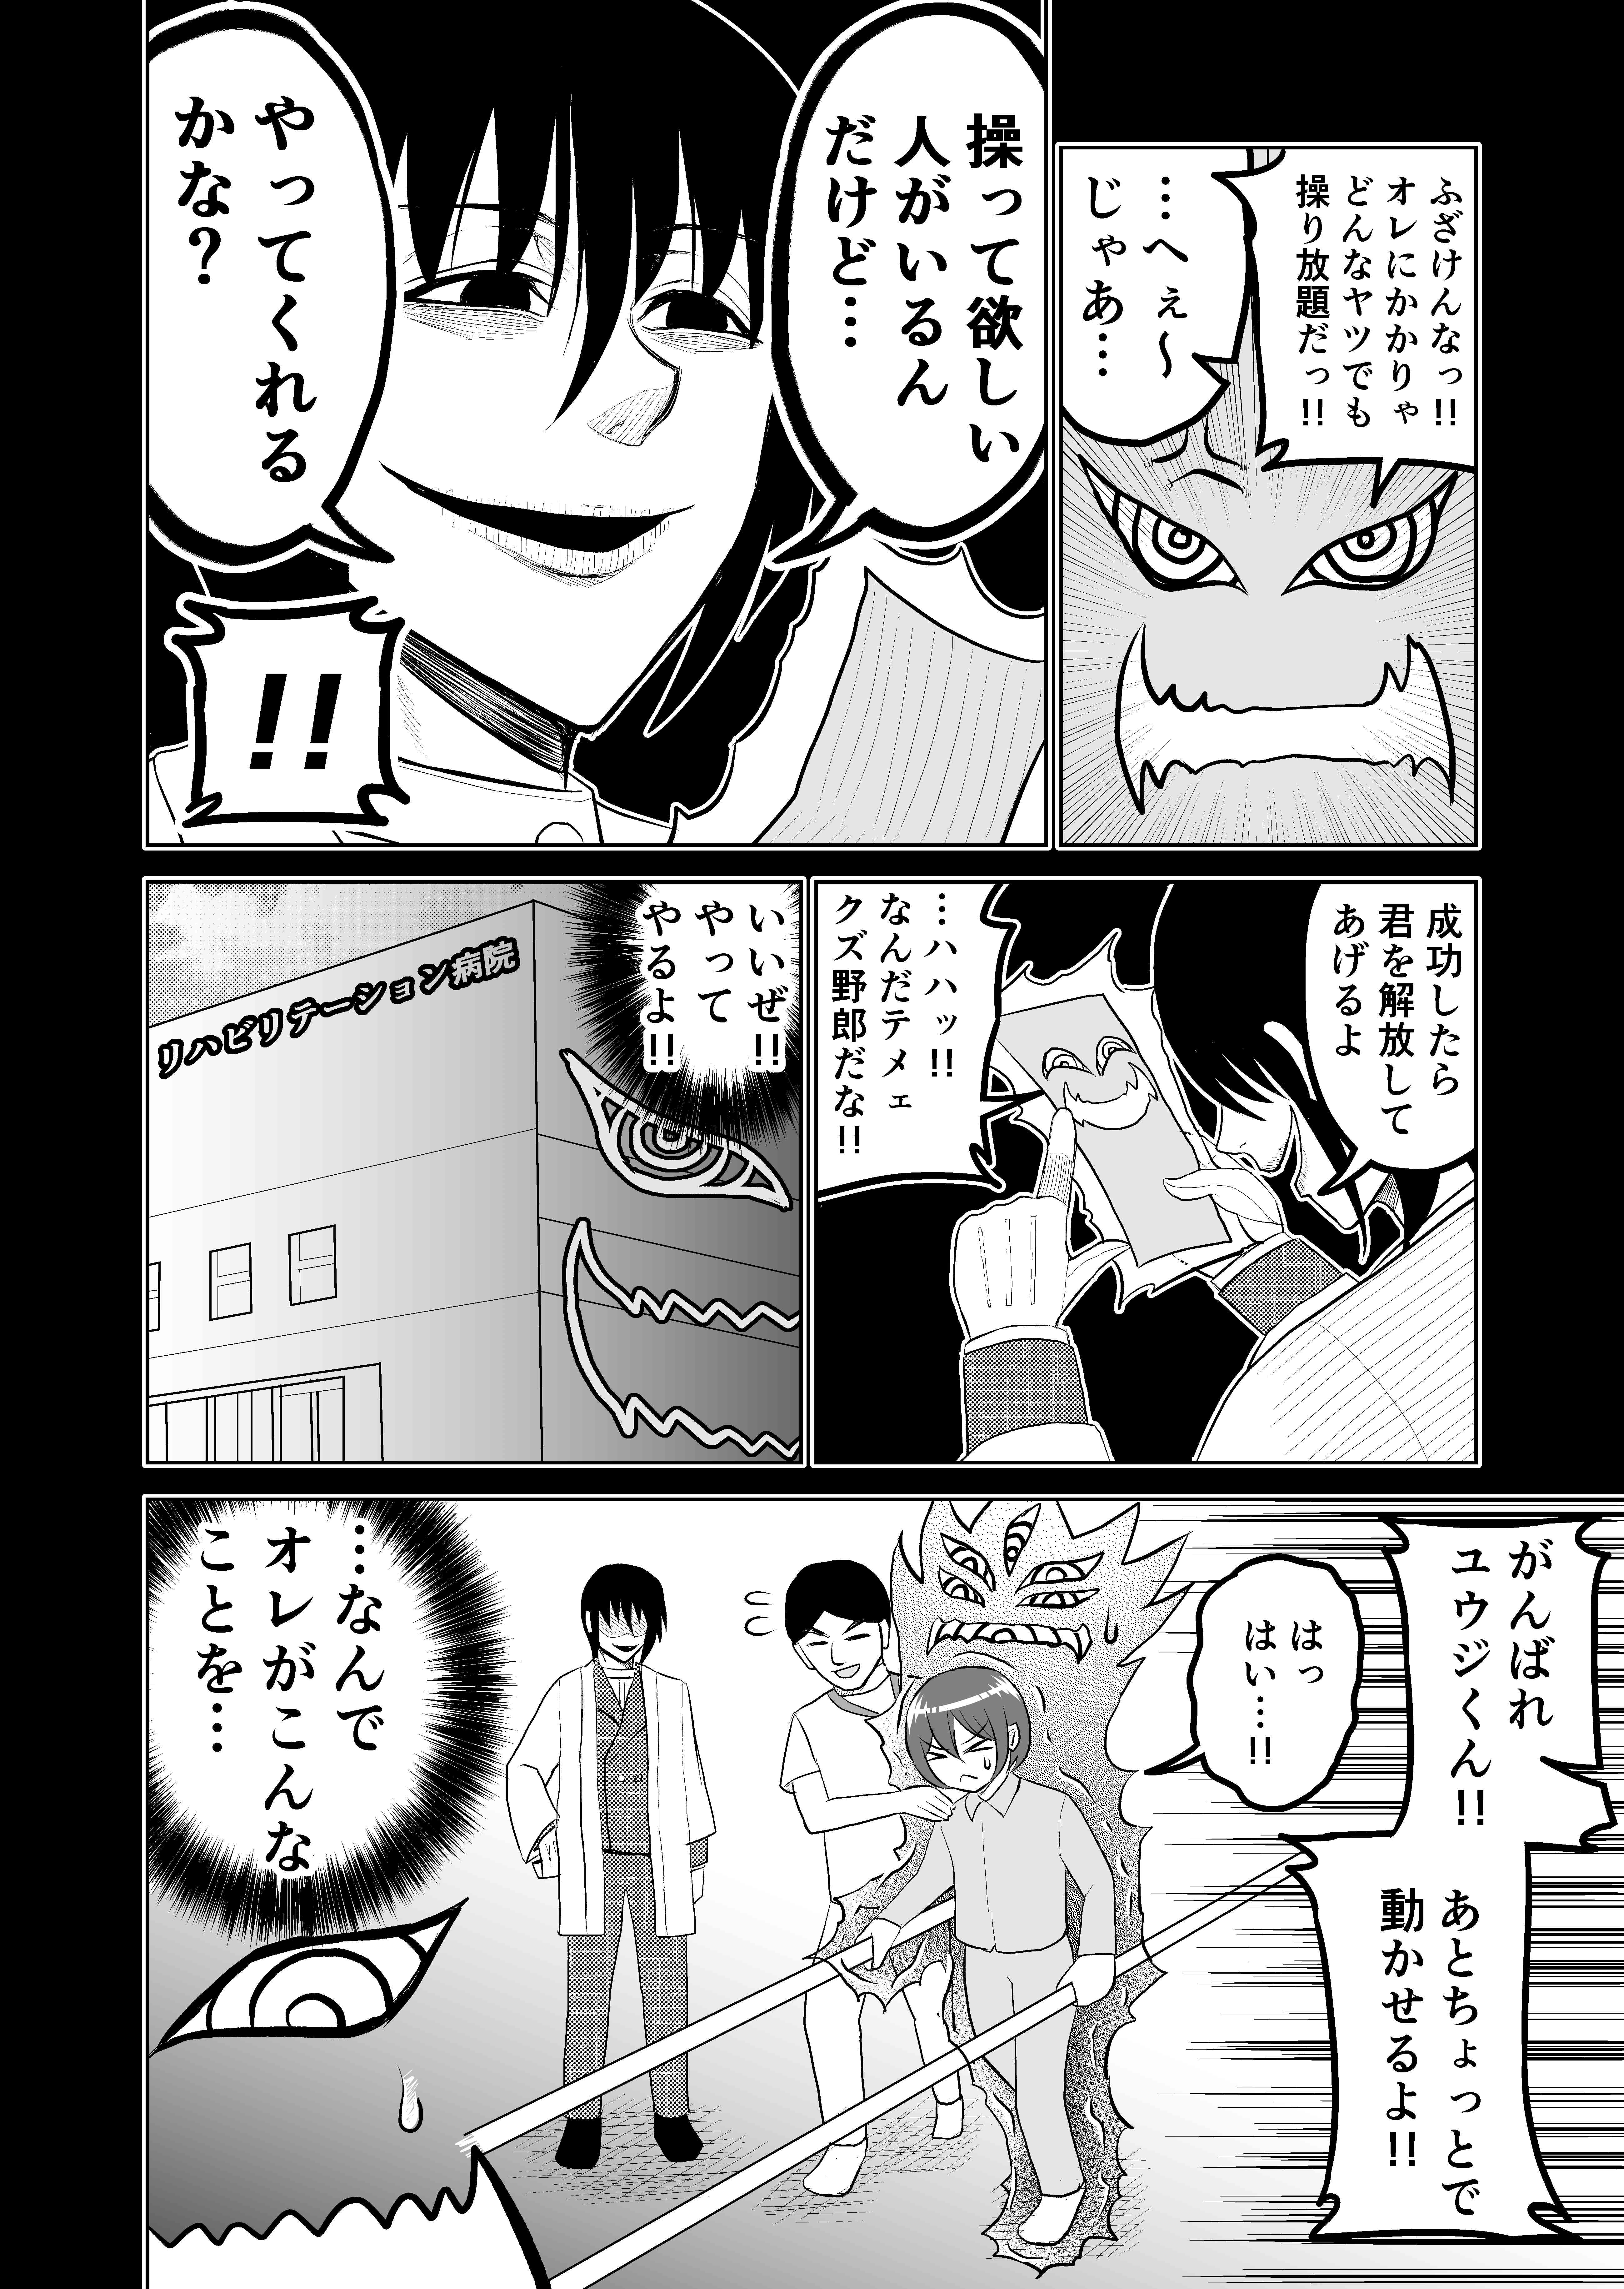 ふざけんなっ!!
オレにかかりゃ
どんなヤツでも
操り放題だっ!!
…へぇ～
じゃあ…
操って欲しい
人がいるん
だけど…
やってくれる
かな?
!!
成功したら
君を解放して
あげるよ
…ハハッ!!
なんだテメェ
クズ野郎だな!!
いいぜ!!
やって
やるよ!!
リハビリテーション病院
がんばれ
ユウジくん!!
はっ
はい…!!
あとちょっとで
動かせるよ!!
…なんで
オレがこんな
ことを…